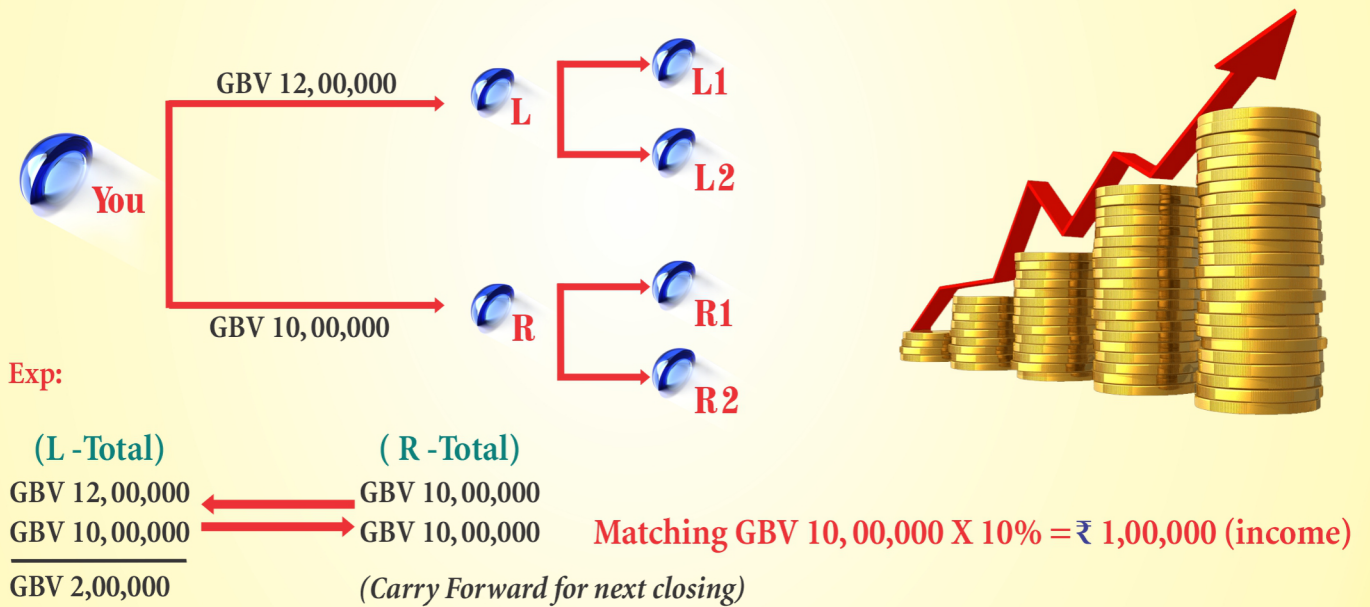 GBV 12,00,000
L1
L
L2
You
R1
GBV 10,00,000
R
R2
Exp:
(L -Total) ( R -Total)
GBV 12,00,000 GBV 10,00,000
GBV 10,00,000 GBV 10,00,000 Matching GBV 10,00,000 X 10% = ₹ 1,00,000 (income)
GBV 2,00,000 (Carry Forward for next closing)